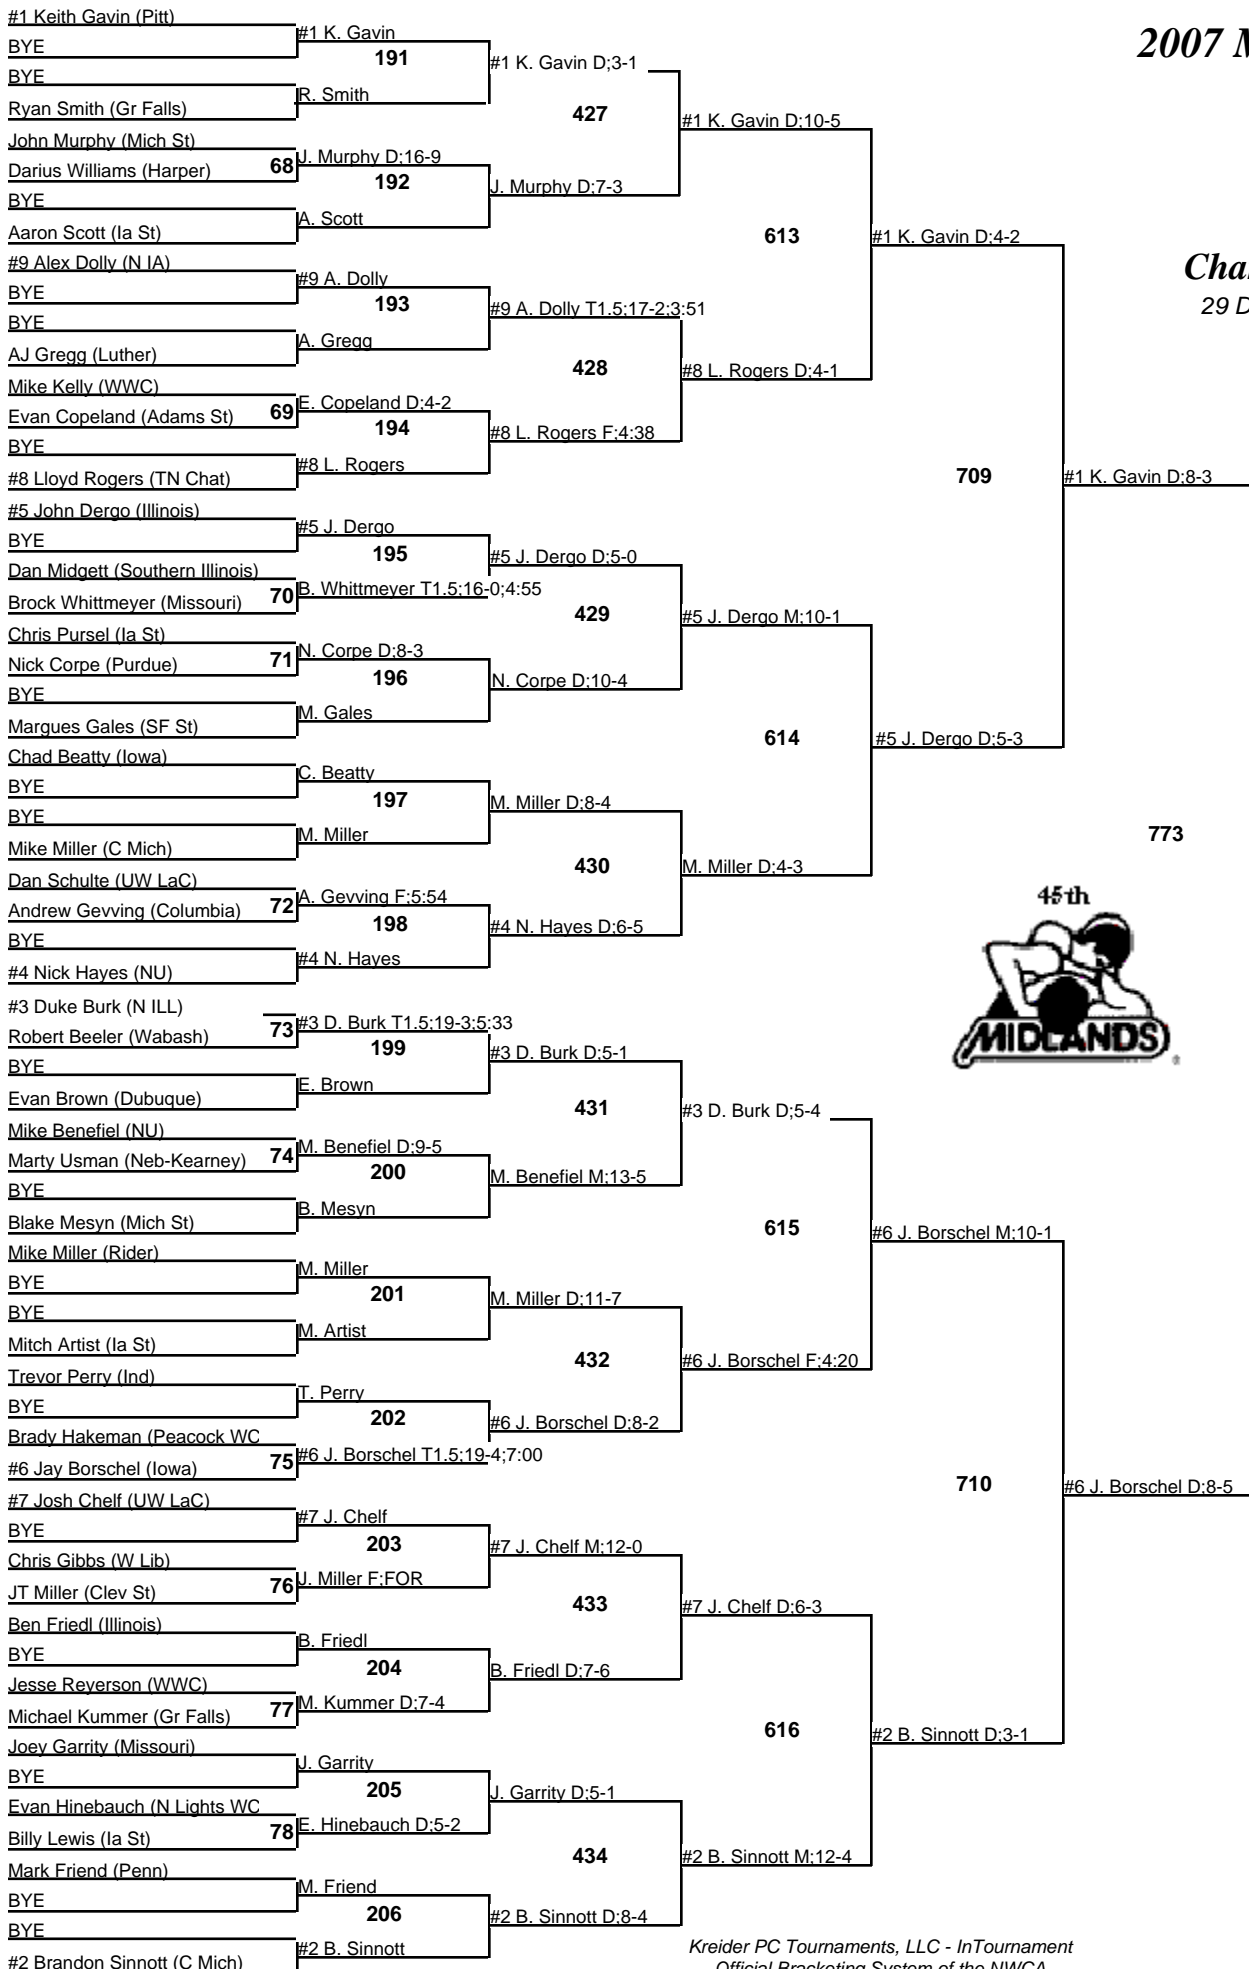 #1 Keith Gavin (Pitt)
BYE
BYE
Ryan Smith (Gr Falls)
John Murphy (Mich St)
Darius Williams (Harper)
BYE
Aaron Scott (Ia St)
#9 Alex Dolly (N IA)
BYE
BYE
AJ Gregg (Luther)
Mike Kelly (WWC)
Evan Copeland (Adams St)
BYE
#8 Lloyd Rogers (TN Chat)
#5 John Dergo (Illinois)
BYE
Dan Midgett (Southern Illinois)
Brock Whittmeyer (Missouri)
Chris Pursel (Ia St)
Nick Corpe (Purdue)
BYE
Margues Gales (SF St)
Chad Beatty (Iowa)
BYE
BYE
Mike Miller (C Mich)
Dan Schulte (UW LaC)
Andrew Gevving (Columbia)
BYE
#4 Nick Hayes (NU)
#3 Duke Burk (N ILL)
Robert Beeler (Wabash)
BYE
Evan Brown (Dubuque)
Mike Benefiel (NU)
Marty Usman (Neb-Kearney)
BYE
Blake Mesyn (Mich St)
Mike Miller (Rider)
BYE
BYE
Mitch Artist (Ia St)
Trevor Perry (Ind)
BYE
Brady Hakeman (Peacock WC
#6 Jay Borschel (Iowa)
#7 Josh Chelf (UW LaC)
BYE
Chris Gibbs (W Lib)
JT Miller (Clev St)
Ben Friedl (Illinois)
BYE
Jesse Reyerson (WWC)
Michael Kummer (Gr Falls)
Joey Garrity (Missouri)
BYE
Evan Hinebauch (N Lights WC
Billy Lewis (Ia St)
Mark Friend (Penn)
BYE
BYE
#2 Brandon Sinnott (C Mich)
68
69
70
71
72
73
74
75
76
77
78
#1 K. Gavin
191
R. Smith
J. Murphy D;16-9
192
A. Scott
#9 A. Dolly
193
A. Gregg
E. Copeland D;4-2
194
#8 L. Rogers
#5 J. Dergo
195
B. Whittmeyer T1.5;16-0;4:55
N. Corpe D;8-3
196
M. Gales
C. Beatty
197
M. Miller
A. Gevving F;5:54
198
#4 N. Hayes
#3 D. Burk T1.5;19-3;5:33
199
E. Brown
M. Benefiel D;9-5
200
B. Mesyn
M. Miller
201
M. Artist
T. Perry
202
#6 J. Borschel T1.5;19-4;7:00
#7 J. Chelf
203
J. Miller F;FOR
B. Friedl
204
M. Kummer D;7-4
J. Garrity
205
E. Hinebauch D;5-2
M. Friend
206
#2 B. Sinnott
#1 K. Gavin D;3-1
427
J. Murphy D;7-3
#9 A. Dolly T1.5;17-2;3:51
428
#8 L. Rogers F;4:38
#5 J. Dergo D;5-0
429
N. Corpe D;10-4
M. Miller D;8-4
430
#4 N. Hayes D;6-5
#3 D. Burk D;5-1
431
M. Benefiel M;13-5
M. Miller D;11-7
432
#6 J. Borschel D;8-2
#7 J. Chelf M;12-0
433
B. Friedl D;7-6
J. Garrity D;5-1
434
#2 B. Sinnott D;8-4
#1 K. Gavin D;10-5
613
#8 L. Rogers D;4-1
#5 J. Dergo M;10-1
614
M. Miller D;4-3
#3 D. Burk D;5-4
615
#6 J. Borschel F;4:20
#7 J. Chelf D;6-3
616
#2 B. Sinnott M;12-4
#1 K. Gavin D;4-2
709
#5 J. Dergo D;5-3
#6 J. Borschel M;10-1
710
#2 B. Sinnott D;3-1
#1 K. Gavin D;8-3
773
#6 J. Borschel D;8-5
2007 M
Cha
29 D
45th
MIDLANDS
Kreider PC Tournaments, LLC - InTournament
Official Bracketing System of the NWCA